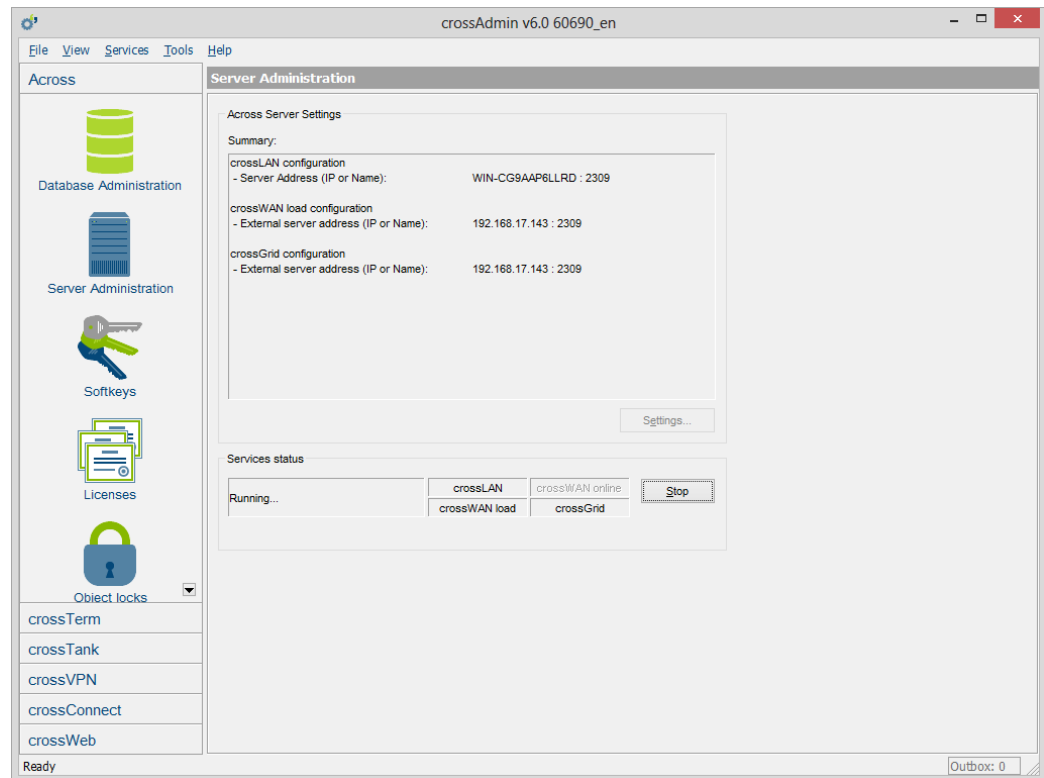 crossAdmin v6.0 60690_en
File View Services Tools Help
Across
Database Administration
Server Administration
Softkeys
Licenses
Object locks
crossTerm
crossTank
crossVPN
crossConnect
crossWeb
Server Administration
Across Server Settings
Summary:
crossLAN configuration
- Server Address (IP or Name): WIN-CG9AAP6LLRD : 2309
crossWAN load configuration
- External server address (IP or Name): 192.168.17.143 : 2309
crossGrid configuration
- External server address (IP or Name): 192.168.17.143 : 2309
Settings...
Services status
Running...
crossLAN crossWAN online
crossWAN load crossGrid
Stop
Ready
Outbox: 0